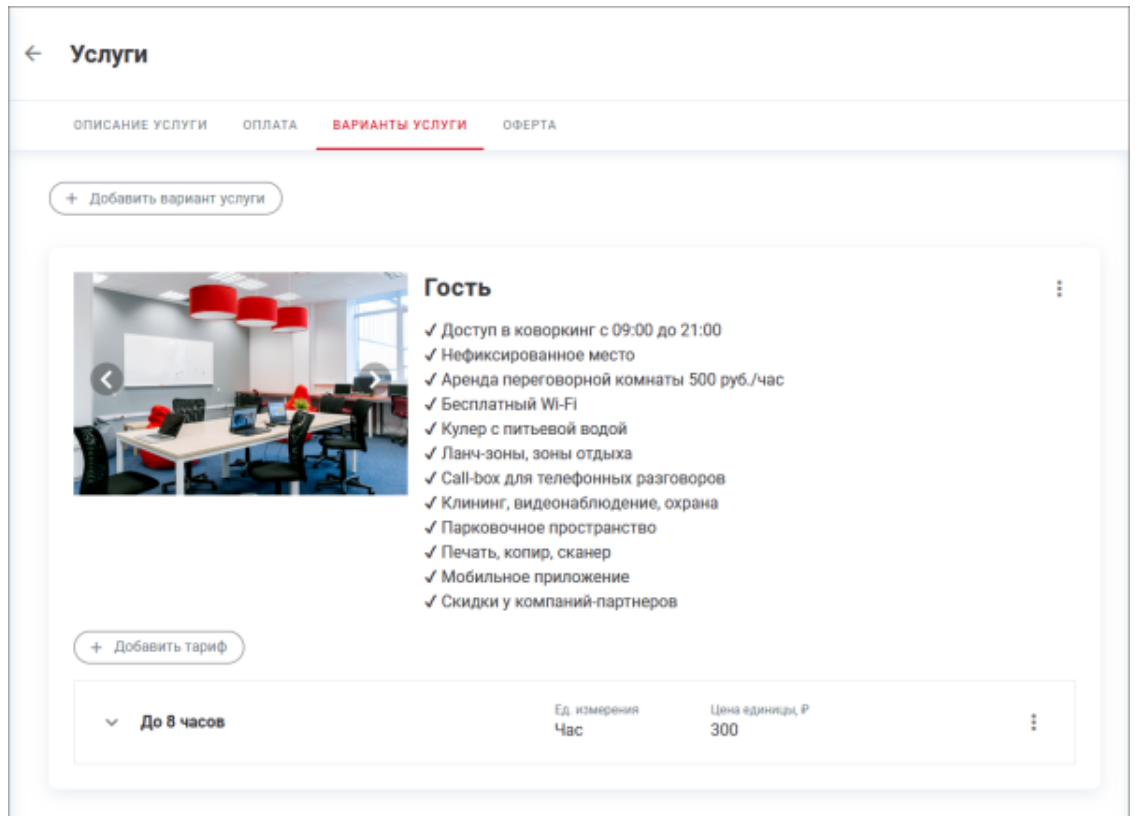 Услуги
ОПИСАНИЕ УСЛУГИ ОПЛАТА ВАРИАНТЫ УСЛУГИ ОФЕРТА
+ Добавить вариант услуги
Гость
✓ Доступ в коворкинг с 09:00 до 21:00
✓ Нефиксированное место
✓ Аренда переговорной комнаты 500 руб./час
✓ Бесплатный Wi-Fi
✓ Кулер с питьевой водой
✓ Ланч-зоны, зоны отдыха
✓ Call-box для телефонных разговоров
✓ Клининг, видеонаблюдение, охрана
✓ Парковочное пространство
✓ Печать, копир, сканер
✓ Мобильное приложение
✓ Скидки у компаний-партнеров
+ Добавить тариф
До 8 часов
Ед. измерения
Час
Цена единицы, ₽
300